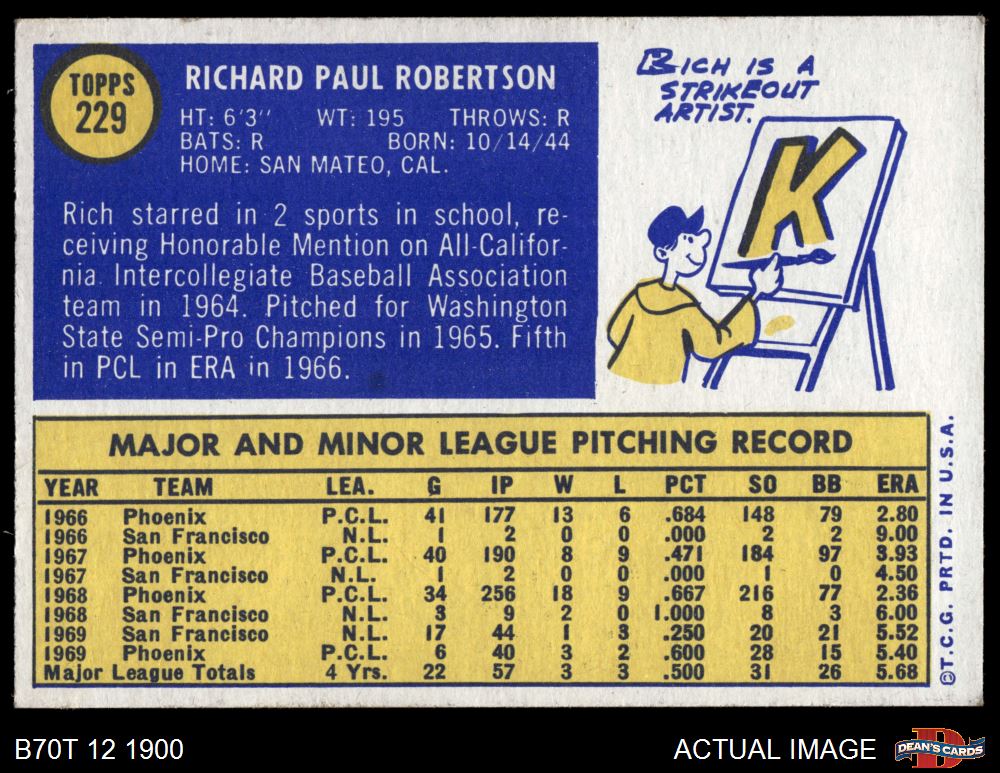 TOPPS
229
RICHARD PAUL ROBERTSON
HT: 6'3" WT: 195 THROWS: R
BATS: R BORN: 10/14/44
HOME: SAN MATEO, CAL.
Rich starred in 2 sports in school, re-
ceiving Honorable Mention on All-Califor-
nia Intercollegiate Baseball Association
team in 1964. Pitched for Washington
State Semi-Pro Champions in 1965. Fifth
in PCL in ERA in 1966.
RICH IS A
STRIKEOUT
ARTIST.
K
MAJOR AND MINOR LEAGUE PITCHING RECORD
YEAR TEAM LEA. G IP W L PCT SO BB ERA
1966 Phoenix P.C.L. 41 177 13 6 .684 148 79 2.80
1966 San Francisco N.L. 1 2 0 0 .000 2 2 9.00
1967 Phoenix P.C.L. 40 190 8 9 .471 184 97 3.93
1967 San Francisco N.L. 1 2 0 0 .000 1 0 4.50
1968 Phoenix P.C.L. 34 256 18 9 .667 216 77 2.36
1968 San Francisco N.L. 3 9 2 0 1.000 8 3 6.00
1969 San Francisco N.L. 17 44 1 3 .250 20 21 5.52
1969 Phoenix P.C.L. 6 40 3 2 .600 28 15 5.40
Major League Totals 4 Yrs. 22 57 3 3 .500 31 26 5.68
©T.C.G. PRTD. IN U.S.A.
B70T 12 1900
ACTUAL IMAGE
D
DEAN'S CARDS